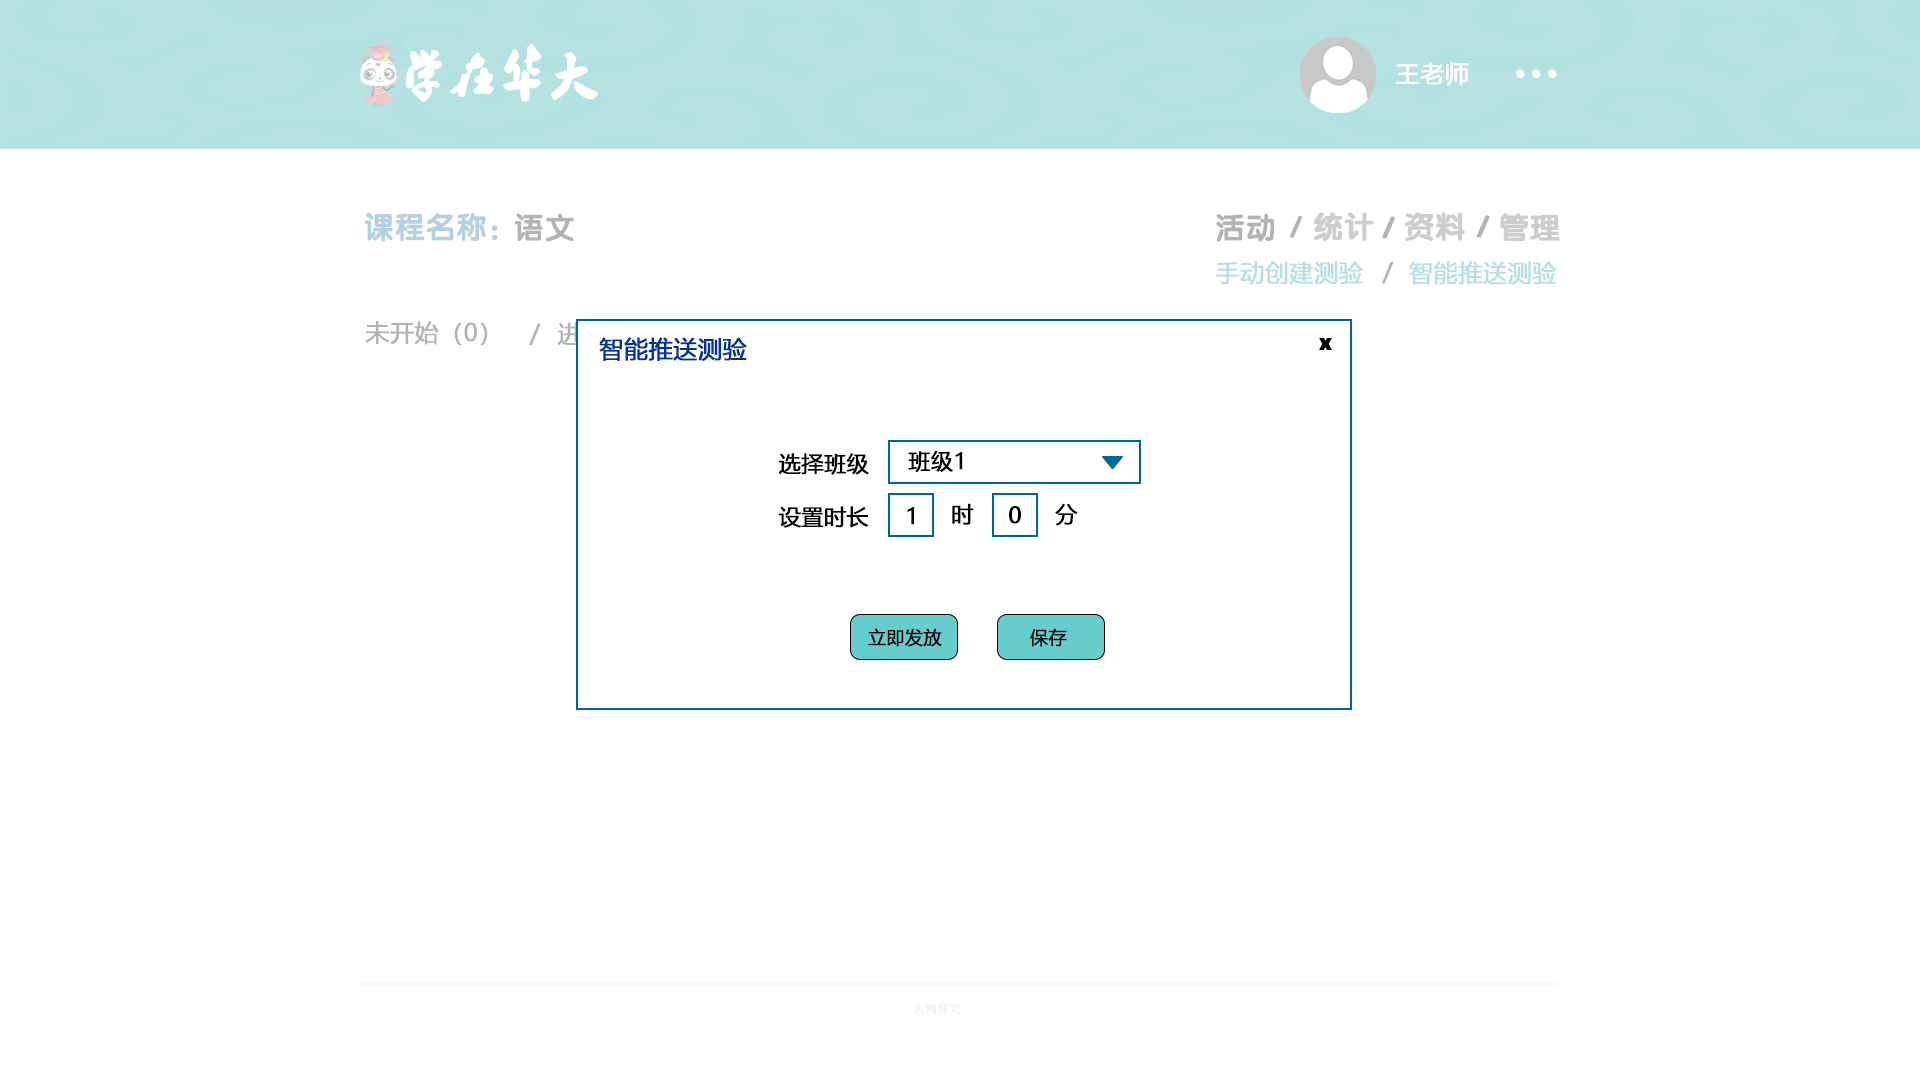 学在华大
王老师
课程名称：语文
活动 / 统计 / 资料 / 管理
手动创建测验 / 智能推送测验
未开始（0） / 进
智能推送测验
x
选择班级 班级1
设置时长 1 时 0 分
立即发放 保存
入网许可